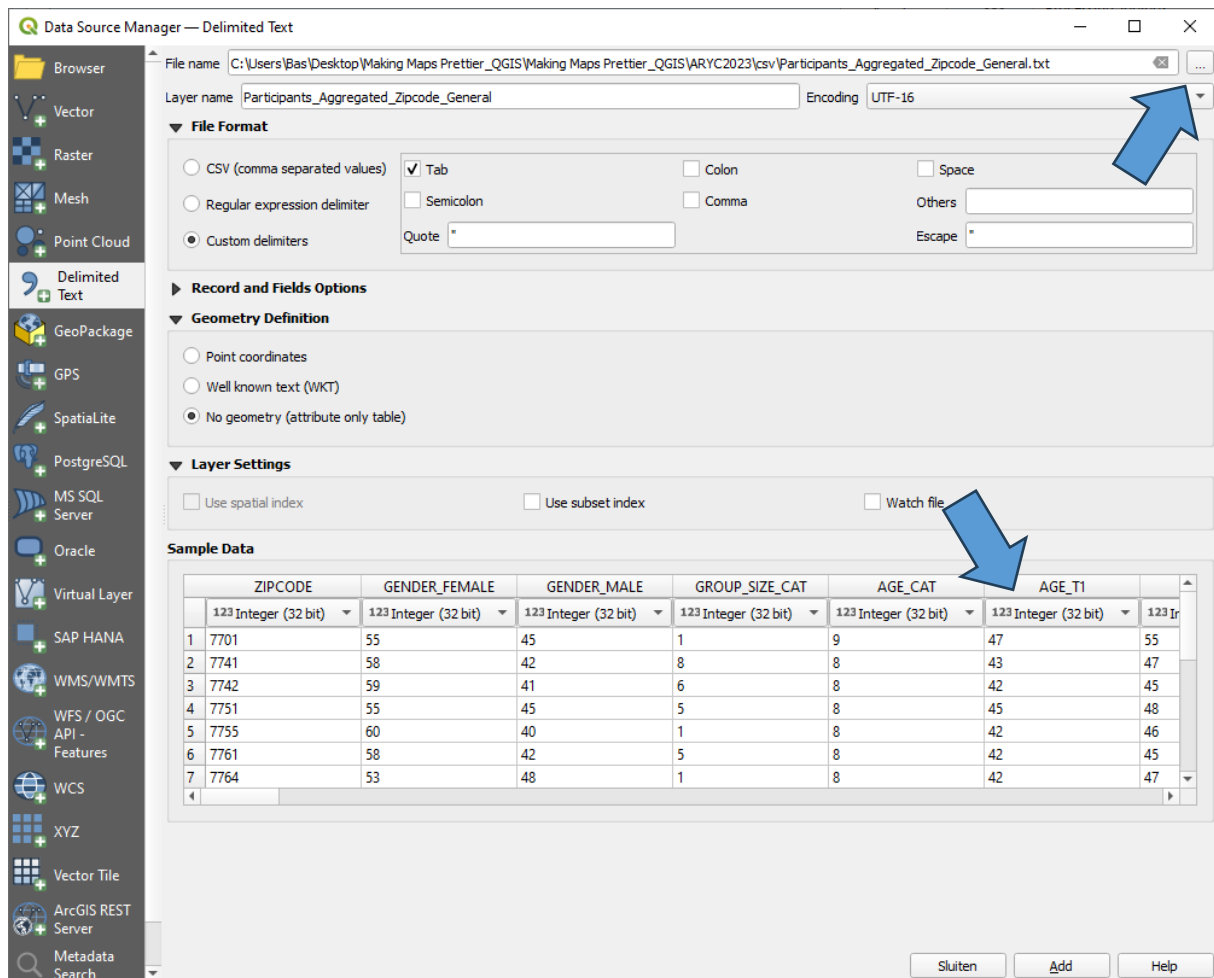 Data Source Manager — Delimited Text
Browser
Vector
Raster
Mesh
Point Cloud
Delimited
Text
GeoPackage
GPS
SpatiaLite
PostgreSQL
MS SQL
Server
Oracle
Virtual Layer
SAP HANA
WMS/WMTS
WFS / OGC
API -
Features
WCS
XYZ
Vector Tile
ArcGIS REST
Server
Metadata
Search
File name C:\Users\Bas\Desktop\Making Maps Prettier_QGIS\Making Maps Prettier_QGIS\ARYC2023\csv\Participants_Aggregated_Zipcode_General.txt ...
Layer name Participants_Aggregated_Zipcode_General Encoding UTF-16
File Format
CSV (comma separated values) Tab Colon Space
Regular expression delimiter Semicolon Comma Others
Custom delimiters Quote " Escape "
Record and Fields Options
Geometry Definition
Point coordinates
Well known text (WKT)
No geometry (attribute only table)
Layer Settings
Use spatial index Use subset index Watch file
Sample Data
ZIPCODE GENDER_FEMALE GENDER_MALE GROUP_SIZE_CAT AGE_CAT AGE_T1
123 Integer (32 bit) 123 Integer (32 bit) 123 Integer (32 bit) 123 Integer (32 bit) 123 Integer (32 bit) 123 Integer (32 bit) 123 Ir
1 7701 55 45 1 9 47 55
2 7741 58 42 8 8 43 47
3 7742 59 41 6 8 42 45
4 7751 55 45 5 8 45 48
5 7755 60 40 1 8 42 46
6 7761 58 42 5 8 42 45
7 7764 53 48 1 8 42 47
Sluiten Add Help